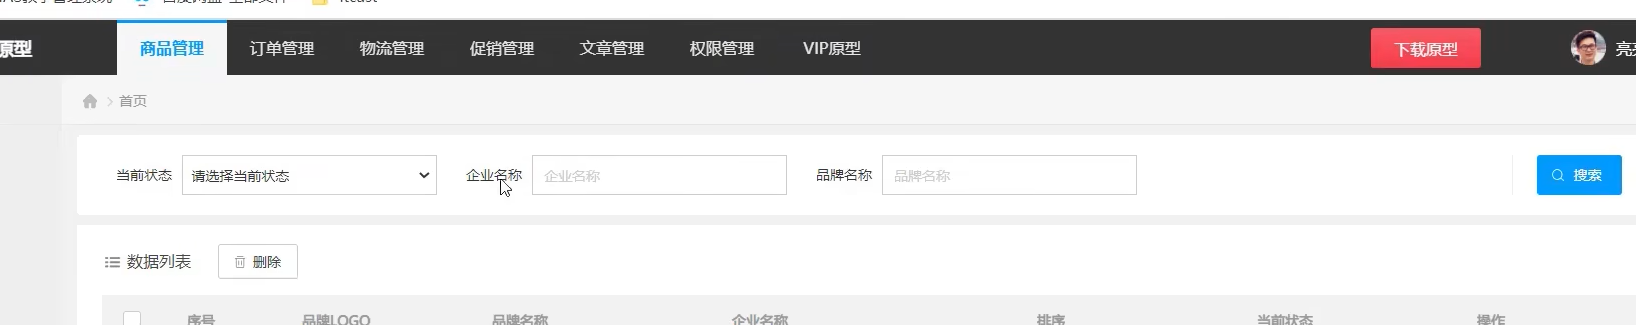 原型 商品管理 订单管理 物流管理 促销管理 文章管理 权限管理 VIP原型 下载原型
首页
当前状态 请选择当前状态 企业名称 企业名称 品牌名称 品牌名称 搜索
数据列表 删除
序号 品牌LOGO 品牌名称 企业名称 排序 当前状态 操作